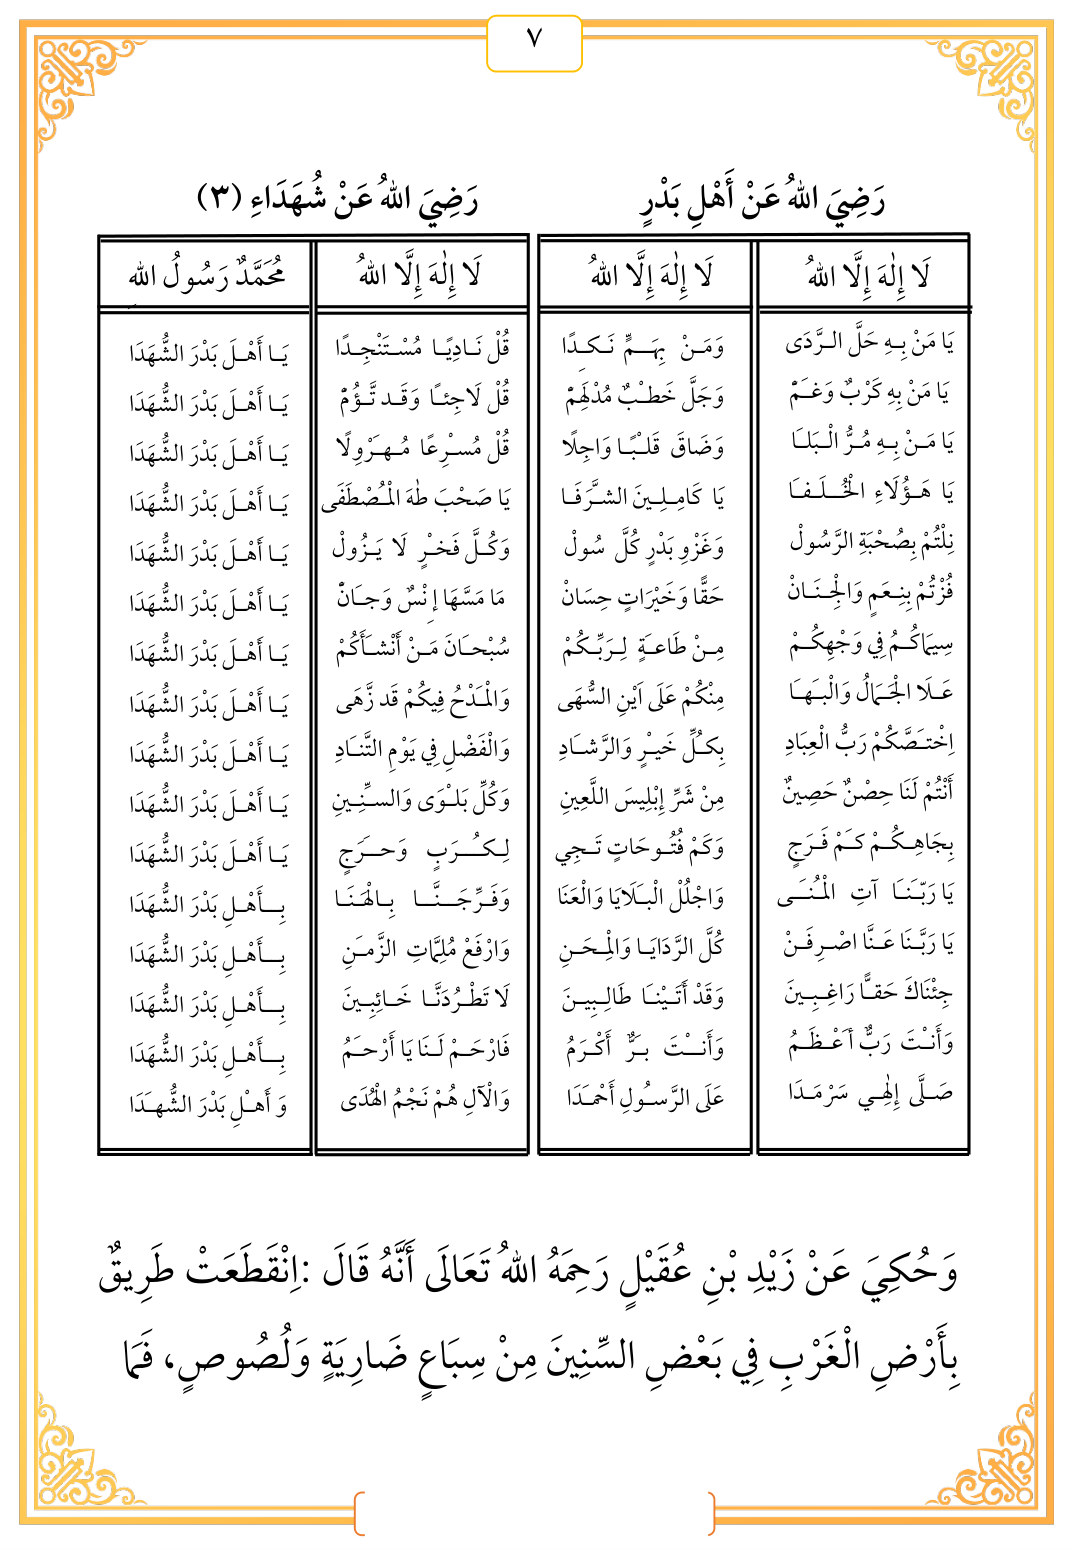 ٧
رَضِيَ اللهُ عَنْ أَهْلِ بَدْرٍ رَضِيَ اللهُ عَنْ شُهَدَاءِ (٣)
لَا إِلٰهَ إِلَّا اللهُ لَا إِلٰهَ إِلَّا اللهُ لَا إِلٰهَ إِلَّا اللهُ مُحَمَّدٌ رَسُولُ اللهِ
يَا مَنْ بِهِ حَلَّ الرَّدَى وَمَنْ بِهَمٍّ نَكِدًا قُلْ نَادِيًا مُسْتَنْجِدًا يَا أَهْلَ بَدْرَ الشُّهَدَا
يَا مَنْ بِهِ كَرْبٌ وَغَمّْ وَجَلَّ خَطْبٌ مُدْلَهِمّْ قُلْ لَاجِئًا وَقَد تَّؤُمّْ يَا أَهْلَ بَدْرَ الشُّهَدَا
يَا مَنْ بِهِ مُرُّ الْبَلَا وَضَاقَ قَلْبًا وَاجِلًا قُلْ مُسْرِعًا مُهَرْوِلًا يَا أَهْلَ بَدْرَ الشُّهَدَا
يَا هَؤُلَاءِ الْخُلَفَا يَا كَامِلِينَ الشَّرَفَا يَا صَحْبَ طٰهَ الْمُصْطَفَى يَا أَهْلَ بَدْرَ الشُّهَدَا
نِلْتُمْ بِصُحْبَةِ الرَّسُولْ وَغَزْوِ بَدْرٍ كُلَّ سُولْ وَكُلَّ فَخْرٍ لَا يَزُولْ يَا أَهْلَ بَدْرَ الشُّهَدَا
فُزْتُمْ بِنِعَمٍ وَالْجِنَانْ حَقًّا وَخَيْرَاتٍ حِسَانْ مَا مَسَّهَا إِنْسٌ وَجَانّْ يَا أَهْلَ بَدْرَ الشُّهَدَا
سِيمَاكُمُ فِي وَجْهِكُمْ مِنْ طَاعَةٍ لِرَبِّكُمْ سُبْحَانَ مَنْ أَنْشَأَكُمْ يَا أَهْلَ بَدْرَ الشُّهَدَا
عَلَا الْجَمَالُ وَالْبَهَا مِنْكُمْ عَلَى اَيْنِ السُّهَى وَالْمَدْحُ فِيكُمْ قَد زَّهَى يَا أَهْلَ بَدْرَ الشُّهَدَا
اِخْتَصَّكُمْ رَبُّ الْعِبَادِ بِكُلِّ خَيْرٍ وَالرَّشَادِ وَالْفَضْلِ فِي يَوْمِ التَّنَادِ يَا أَهْلَ بَدْرَ الشُّهَدَا
أَنْتُمْ لَنَا حِصْنٌ حَصِينٌ مِنْ شَرِّ إِبْلِيسَ اللَّعِينِ وَكُلِّ بَلْوَى وَالسِّنِينِ يَا أَهْلَ بَدْرَ الشُّهَدَا
بِجَاهِكُمْ كَمْ فَرَجٍ وَكَمْ فُتُوحَاتٍ تَجِي لِكُرَبٍ وَحَرَجٍ يَا أَهْلَ بَدْرَ الشُّهَدَا
يَا رَبَّنَا آتِ الْمُنَى وَاجْلُلْ الْبَلَايَا وَالْعَنَا وَفَرِّجَنَّا بِالْهَنَا بِأَهْلِ بَدْرَ الشُّهَدَا
يَا رَبَّنَا عَنَّا اصْرِفَنْ كُلَّ الرَّدَايَا وَالْمِحَنِ وَارْفَعْ مُلِمَّاتِ الزَّمَنِ بِأَهْلِ بَدْرَ الشُّهَدَا
جِئْنَاكَ حَقًّا رَاغِبِينَ وَقَدْ أَتَيْنَا طَالِبِينَ لَا تَطْرُدَنَّا خَائِبِينَ بِأَهْلِ بَدْرَ الشُّهَدَا
وَأَنْتَ رَبٌّ أَعْظَمُ وَأَنْتَ بَرٌّ أَكْرَمُ فَارْحَمْ لَنَا يَا أَرْحَمُ بِأَهْلِ بَدْرَ الشُّهَدَا
صَلَّى إِلٰهِي سَرْمَدَا عَلَى الرَّسُولِ أَحْمَدَا وَالْآلِ هُمْ نَجْمُ الْهُدَى وَ أَهْلِ بَدْرَ الشُّهَدَا
وَحُكِيَ عَنْ زَيْدِ بْنِ عُقَيْلٍ رَحِمَهُ اللهُ تَعَالَى أَنَّهُ قَالَ :اِنْقَطَعَتْ طَرِيقٌ
بِأَرْضِ الْغَرْبِ فِي بَعْضِ السِّنِينَ مِنْ سِبَاعٍ ضَارِيَةٍ وَلُصُوصٍ، فَمَا